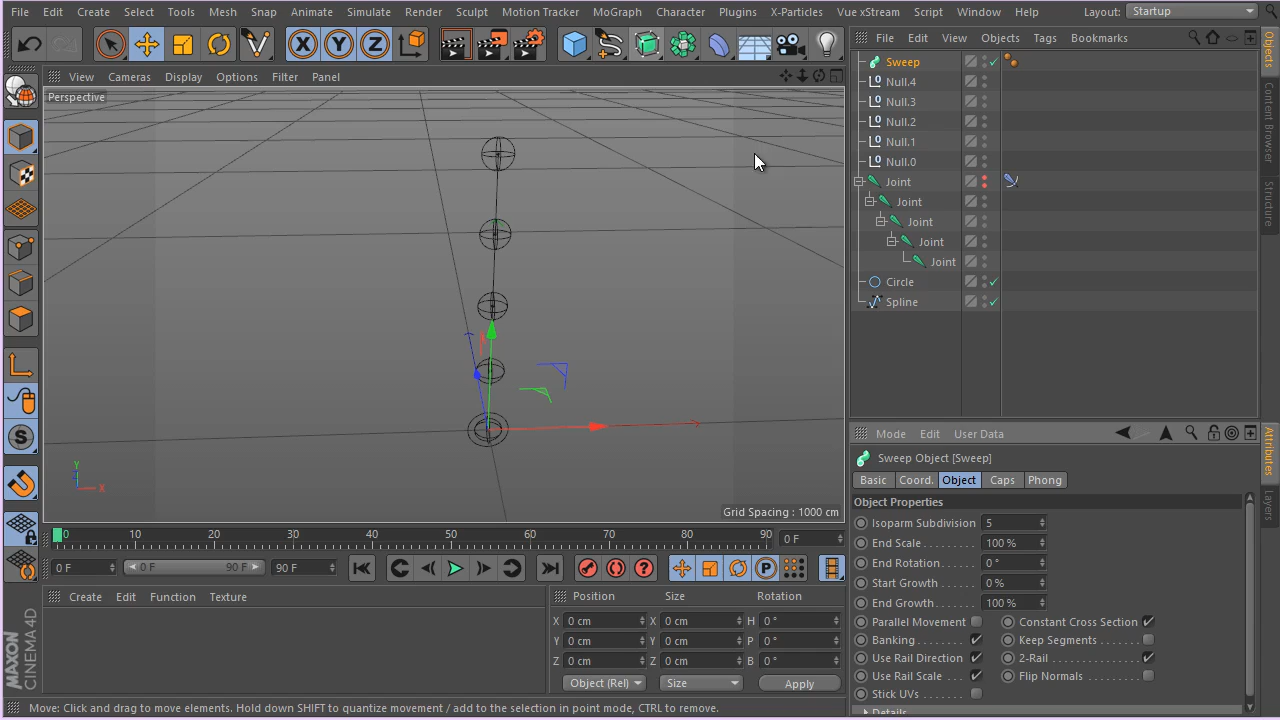 File Edit Create Select Tools Mesh Snap Animate Simulate Render Sculpt Motion Tracker MoGraph Character Plugins X-Particles Vue xStream Script Window Help Layout: Startup
X Y Z
File Edit View Objects Tags Bookmarks
View Cameras Display Options Filter Panel
Perspective
Sweep
Null.4
Null.3
Null.2
Null.1
Null.0
Joint
Joint
Joint
Joint
Joint
Circle
Spline
Objects
Content Browser
Structure
Y
X
Grid Spacing : 1000 cm
0 10 20 30 40 50 60 70 80 90 0 F
0 F 0 F 90 F 90 F
P
S
Mode Edit User Data
Sweep Object [Sweep]
Basic Coord. Object Caps Phong
Object Properties
Isoparm Subdivision 5
End Scale 100 %
End Rotation 0 °
Start Growth 0 %
End Growth 100 %
Parallel Movement Constant Cross Section
Banking Keep Segments
Use Rail Direction 2-Rail
Use Rail Scale Flip Normals
Stick UVs
Details
Attributes
Layers
Create Edit Function Texture
Position Size Rotation
X 0 cm X 0 cm H 0 °
Y 0 cm Y 0 cm P 0 °
Z 0 cm Z 0 cm B 0 °
Object (Rel) Size Apply
MAXON
CINEMA 4D
Move: Click and drag to move elements. Hold down SHIFT to quantize movement / add to the selection in point mode, CTRL to remove.